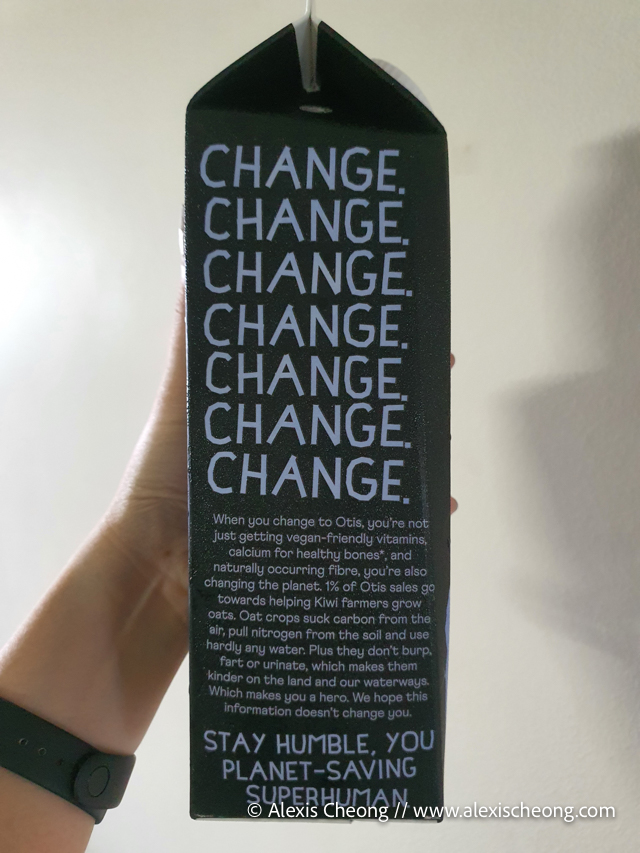 CHANGE.
CHANGE.
CHANGE.
CHANGE.
CHANGE.
CHANGE.
CHANGE.
When you change to Otis, you're not
just getting vegan-friendly vitamins,
calcium for healthy bones*, and
naturally occurring fibre, you're also
changing the planet. 1% of Otis sales go
towards helping Kiwi farmers grow
oats. Oat crops suck carbon from the
air, pull nitrogen from the soil and use
hardly any water. Plus they don't burp,
fart or urinate, which makes them
kinder on the land and our waterways.
Which makes you a hero. We hope this
information doesn't change you.
STAY HUMBLE, YOU
PLANET-SAVING
SUPERHUMAN
© Alexis Cheong // www.alexischeong.com